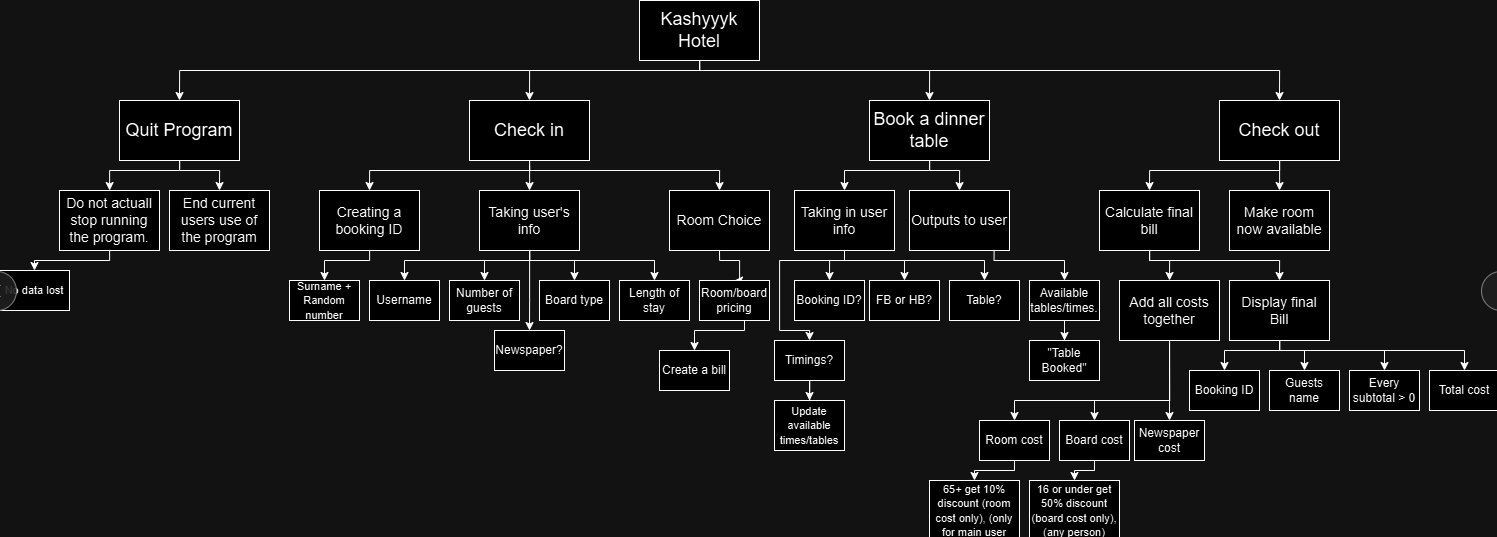 Kashyyyk
Hotel
Quit Program
Check in
Book a dinner
table
Check out
Do not actuall
stop running
the program.
End current
users use of
the program
Creating a
booking ID
Taking user's
info
Room Choice
Taking in user
info
Outputs to user
Calculate final
bill
Make room
now available
No data lost
Surname +
Random
number
Username
Number of
guests
Board type
Length of
stay
Room/board
pricing
Booking ID?
FB or HB?
Table?
Available
tables/times.
Add all costs
together
Display final
Bill
Newspaper?
Create a bill
Timings?
"Table
Booked"
Booking ID
Guests
name
Every
subtotal > 0
Total cost
Update
available
times/tables
Room cost
Board cost
Newspaper
cost
65+ get 10%
discount (room
cost only), (only
for main user
16 or under get
50% discount
(board cost only),
(any person)